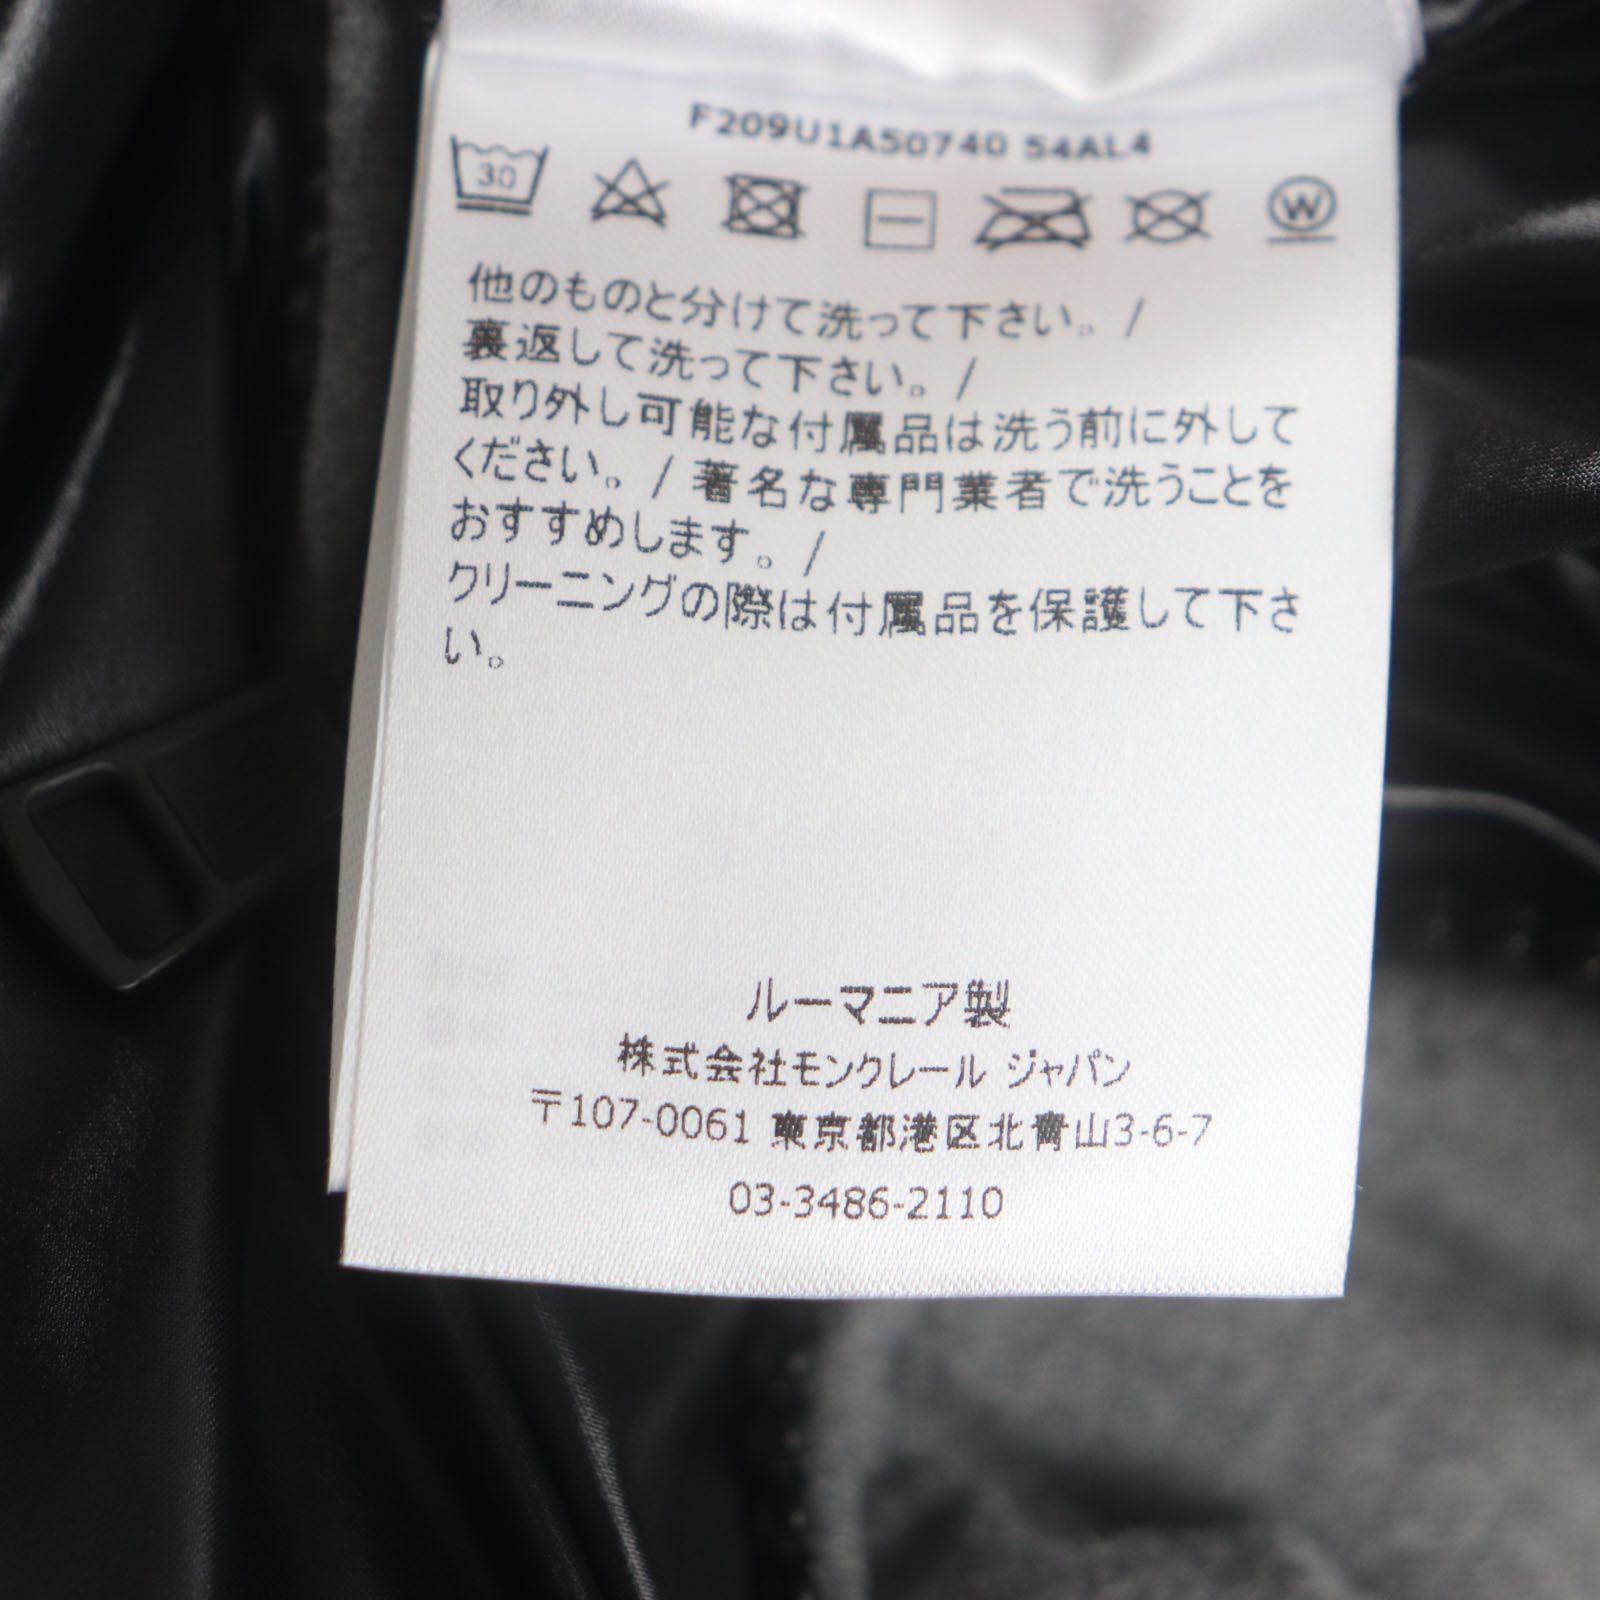 F209U1A50740 54AL4
30
W
他のものと分けて洗って下さい。/
裏返して洗って下さい。/
取り外し可能な付属品は洗う前に外して
ください。/ 著名な専門業者で洗うことを
おすすめします。/
クリーニングの際は付属品を保護して下さ
い。
ルーマニア製
株式会社モンクレール ジャパン
〒107-0061 東京都港区北青山3-6-7
03-3486-2110